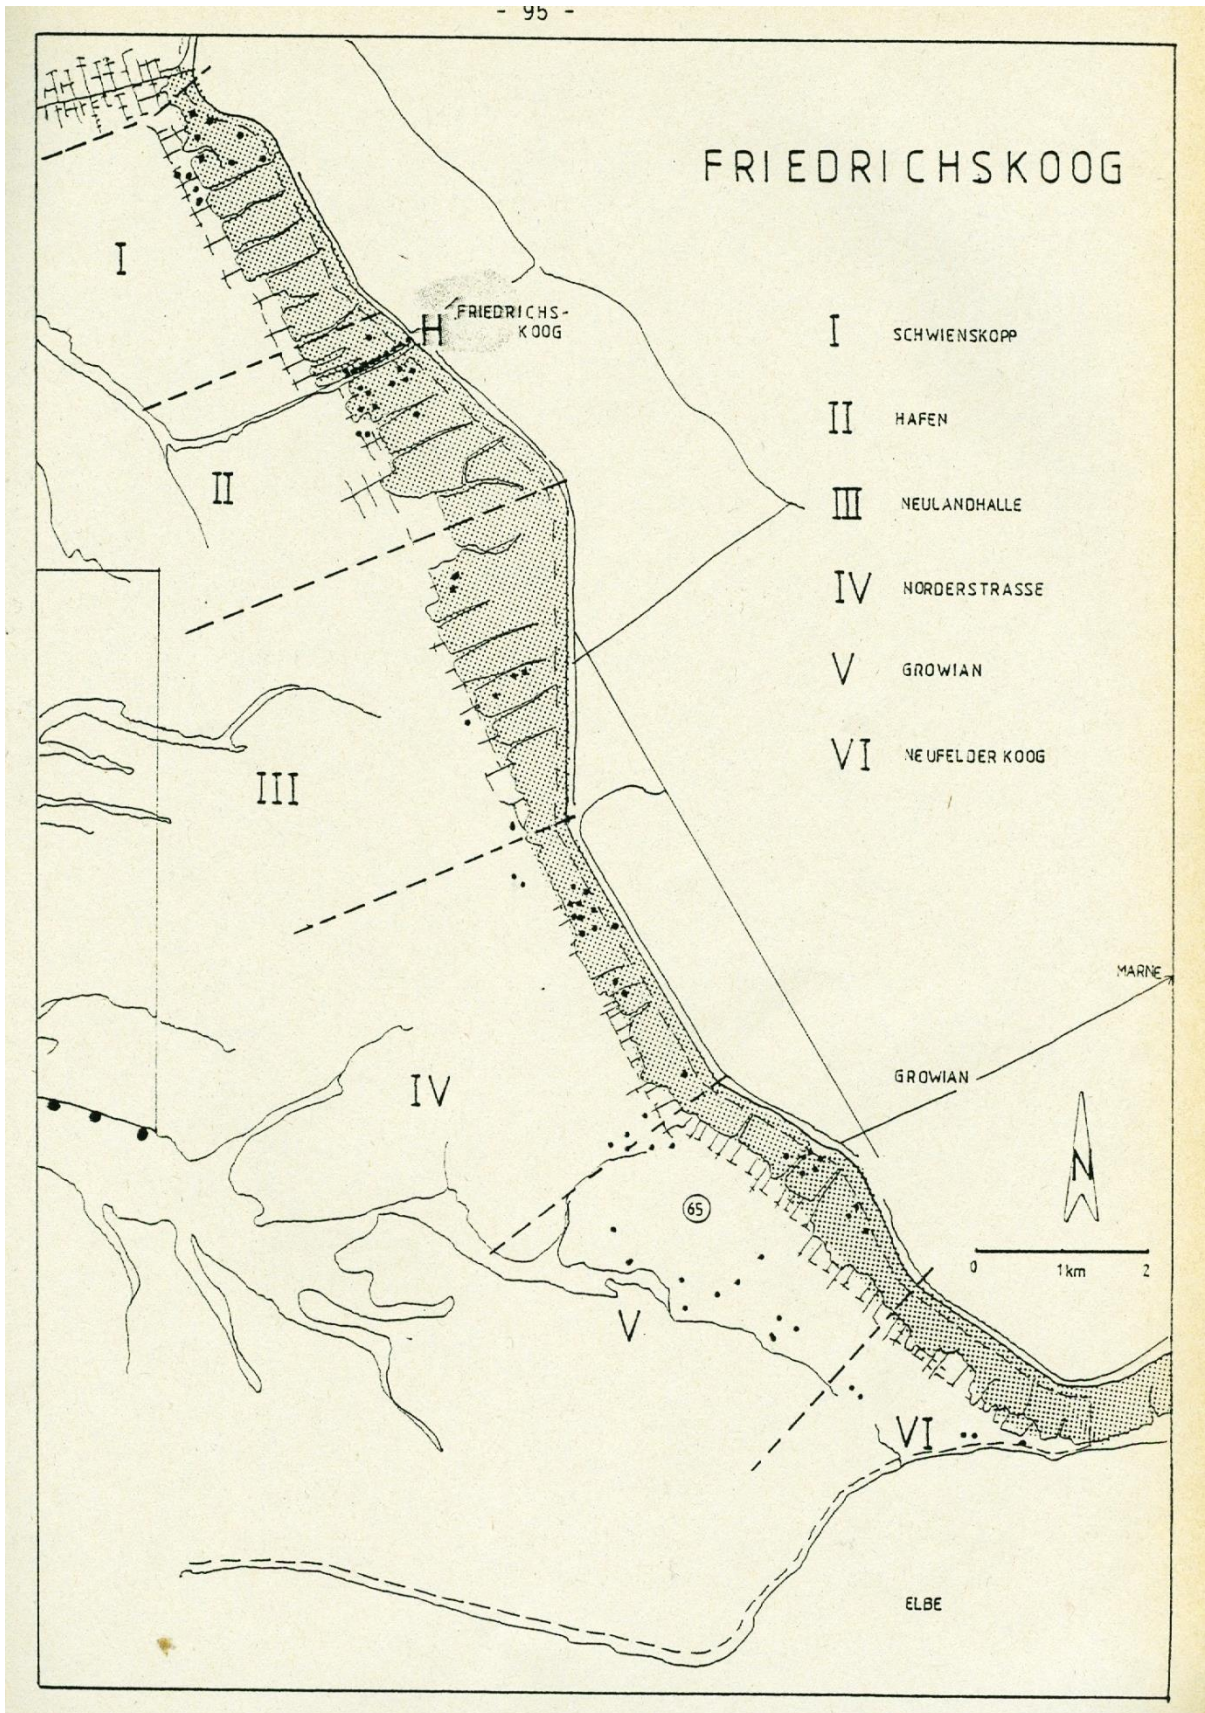 - 95 -
FRIEDRICHSKOOG
I
H FRIEDRICHS-
KOOG
I SCHWIENSKOPP
II HAFEN
II
III NEULANDHALLE
IV NORDERSTRASSE
V GROWIAN
VI NEUFELDER KOOG
III
MARNE
GROWIAN
IV
N
65
0 1km 2
V
VI
ELBE